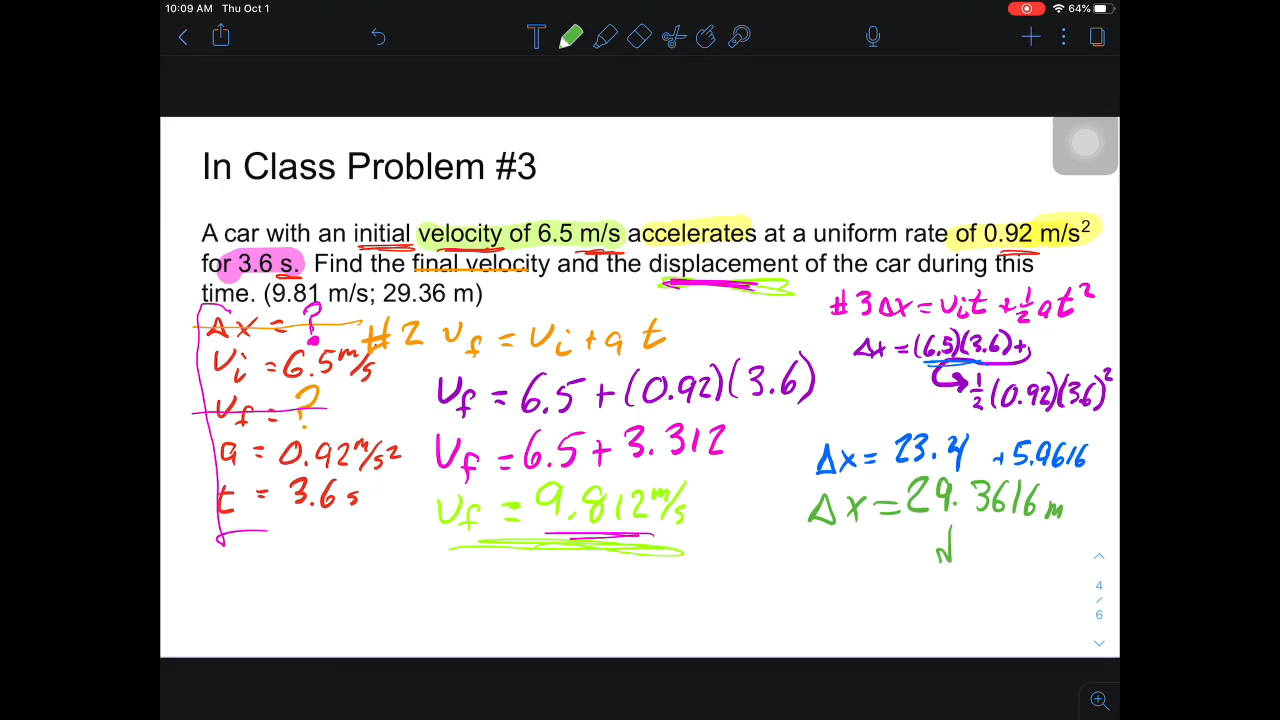 10:09 AM Thu Oct 1
64%
In Class Problem #3
A car with an initial velocity of 6.5 m/s accelerates at a uniform rate of 0.92 m/s²
for 3.6 s. Find the final velocity and the displacement of the car during this
time. (9.81 m/s; 29.36 m)
Δx = ?
Vi = 6.5 m/s
Vf = ?
a = 0.92 m/s²
t = 3.6 s
#2 Vf = Vi + a t
Vf = 6.5 + (0.92)(3.6)
Vf = 6.5 + 3.312
Vf = 9.812 m/s
#3 Δx = Vit + ½ a t²
Δx = (6.5)(3.6) +
½ (0.92)(3.6)²
Δx = 23.4 + 5.9616
Δx = 29.3616 m
4
/
6